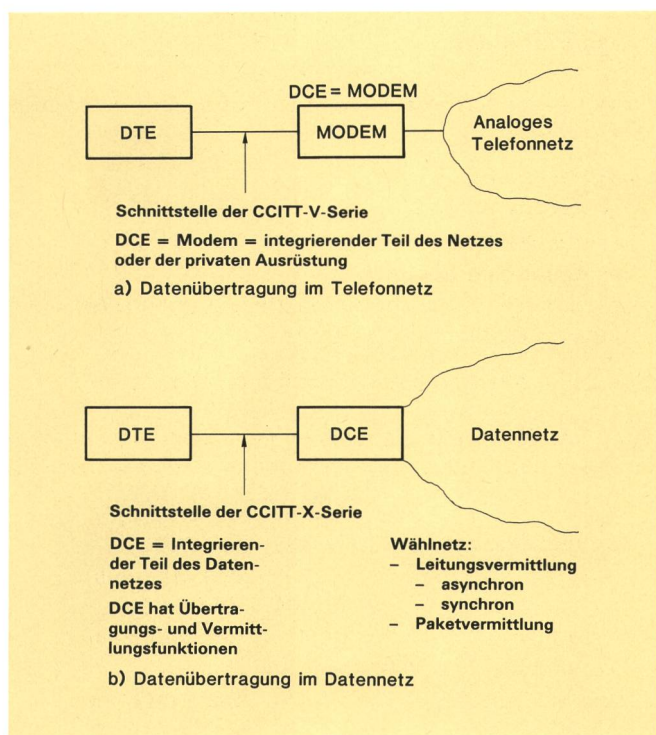 DCE = MODEM
DTE
MODEM
Analoges
Telefonnetz
Schnittstelle der CCITT-V-Serie
DCE = Modem = integrierender Teil des Netzes
oder der privaten Ausrüstung
a) Datenübertragung im Telefonnetz
DTE
DCE
Datennetz
Schnittstelle der CCITT-X-Serie
DCE = Integrieren-
der Teil des Daten-
netzes
DCE hat Übertra-
gungs- und Vermitt-
lungsfunktionen
Wählnetz:
– Leitungsvermittlung
– asynchron
– synchron
– Paketvermittlung
b) Datenübertragung im Datennetz